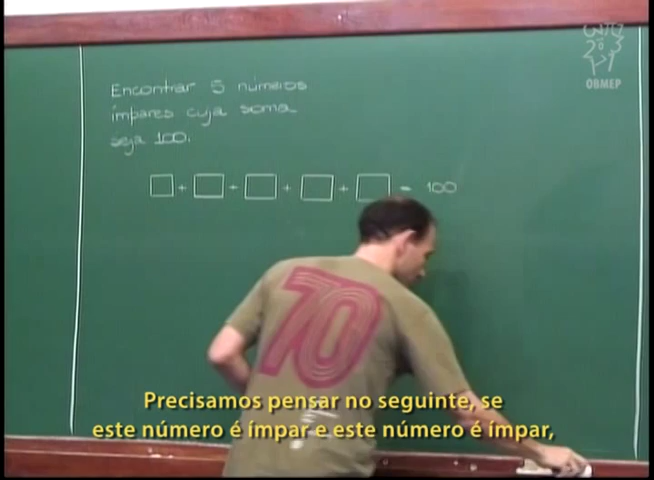 OBMEP
Encontrar 5 números
ímpares cuja soma
seja 100.
□ + □ + □ + □ + □ = 100
70
Precisamos pensar no seguinte, se
este número é ímpar e este número é ímpar,